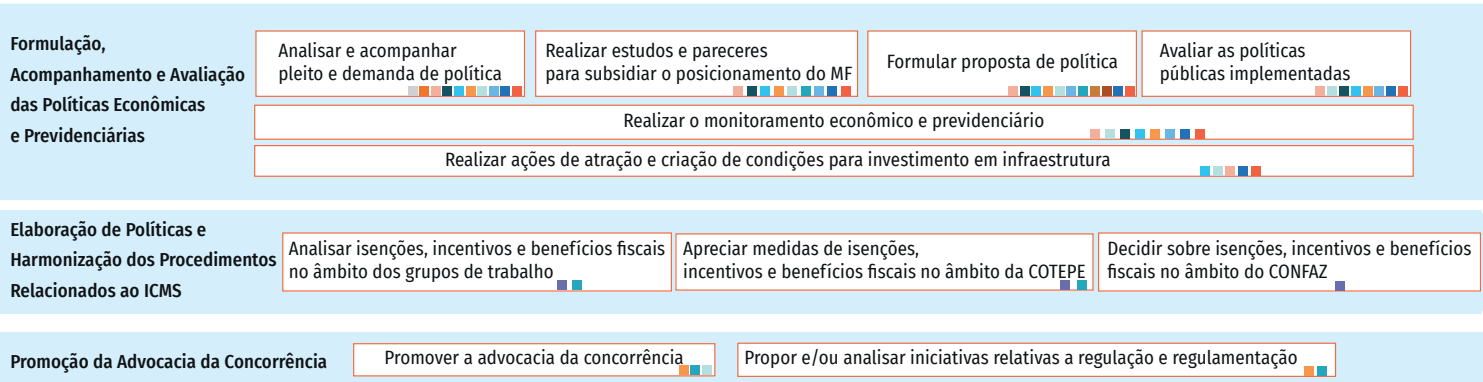 Formulação,
Acompanhamento e Avaliação
das Políticas Econômicas
e Previdenciárias
Analisar e acompanhar
pleito e demanda de política
Realizar estudos e pareceres
para subsidiar o posicionamento do MF
Formular proposta de política
Avaliar as políticas
públicas implementadas
Realizar o monitoramento econômico e previdenciário
Realizar ações de atração e criação de condições para investimento em infraestrutura
Elaboração de Políticas e
Harmonização dos Procedimentos
Relacionados ao ICMS
Analisar isenções, incentivos e benefícios fiscais
no âmbito dos grupos de trabalho
Apreciar medidas de isenções,
incentivos e benefícios fiscais no âmbito da COTEPE
Decidir sobre isenções, incentivos e benefícios
fiscais no âmbito do CONFAZ
Promoção da Advocacia da Concorrência
Promover a advocacia da concorrência
Propor e/ou analisar iniciativas relativas a regulação e regulamentação